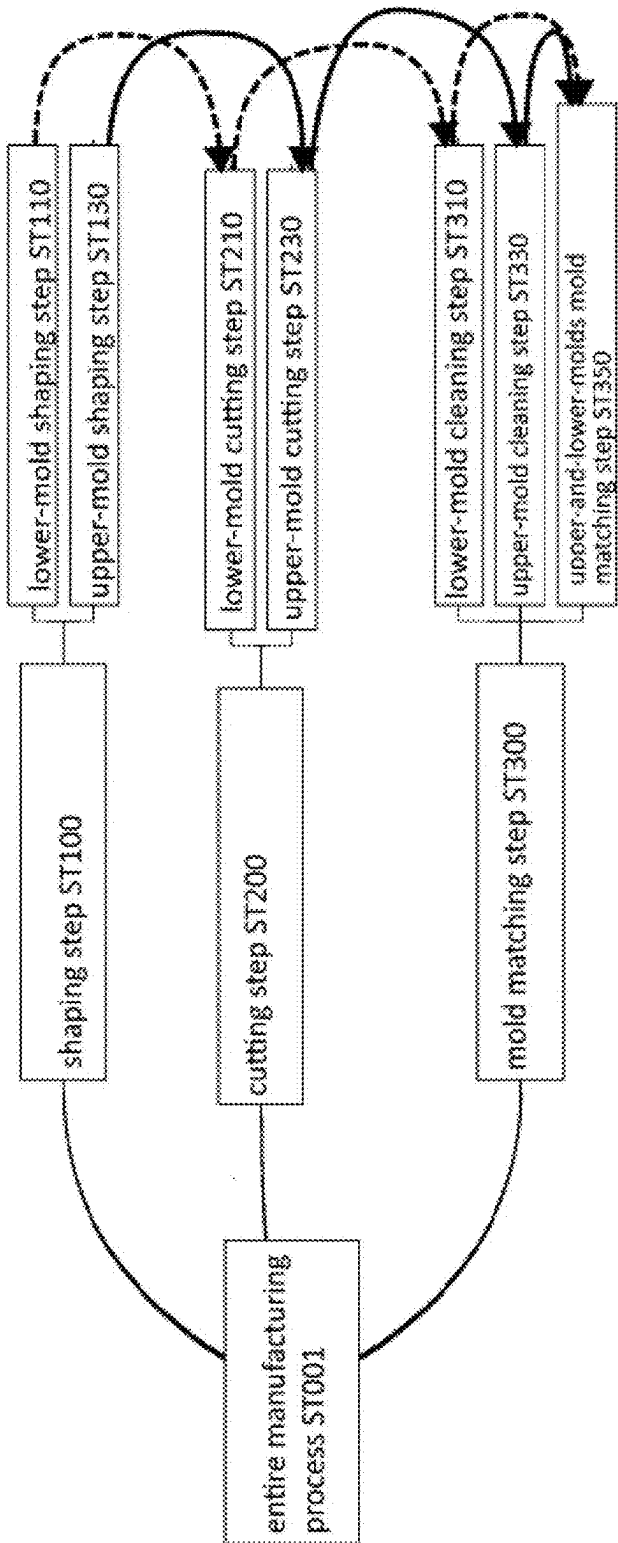 entire manufacturing
process ST001
shaping step ST100
lower-mold shaping step ST110
upper-mold shaping step ST130
cutting step ST200
lower-mold cutting step ST210
upper-mold cutting step ST230
mold matching step ST300
lower-mold cleaning step ST310
upper-mold cleaning step ST330
upper-and-lower-molds mold
matching step ST350